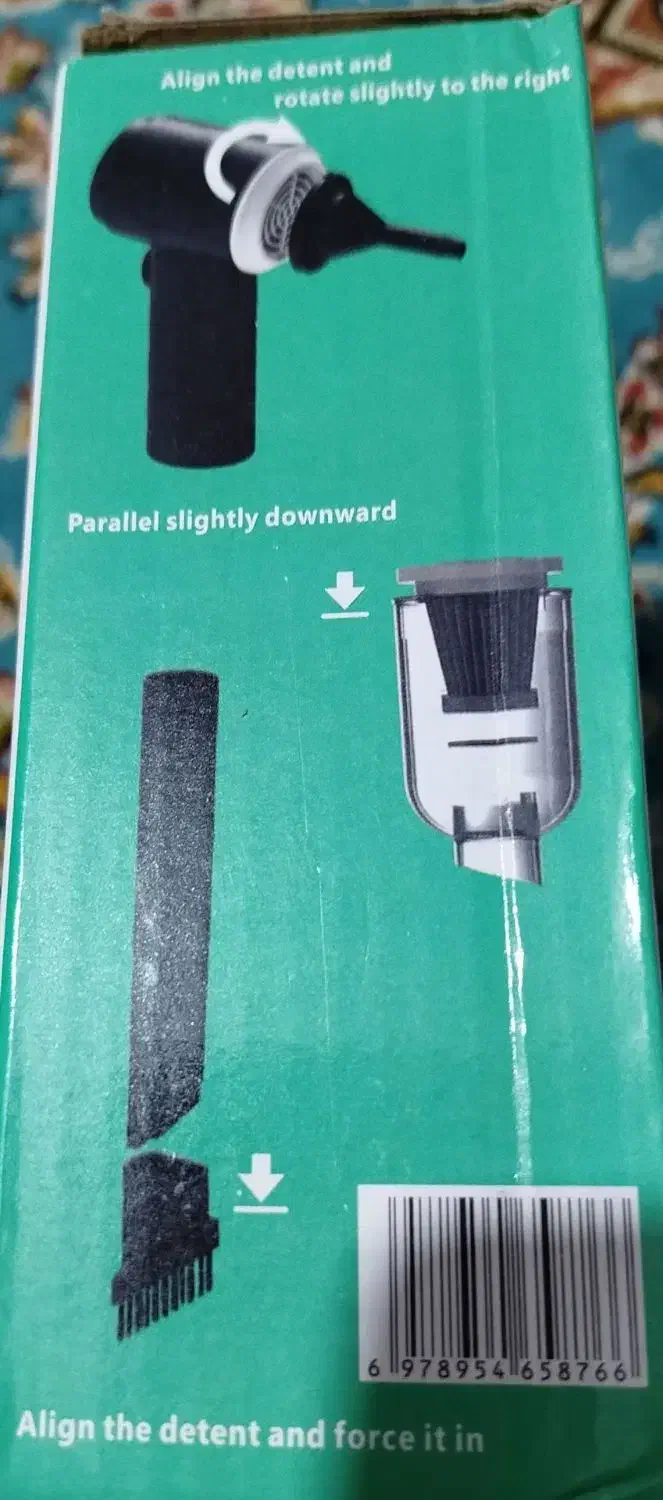 Align the detent and
rotate slightly to the right
Parallel slightly downward
6 978954 658766
Align the detent and force it in